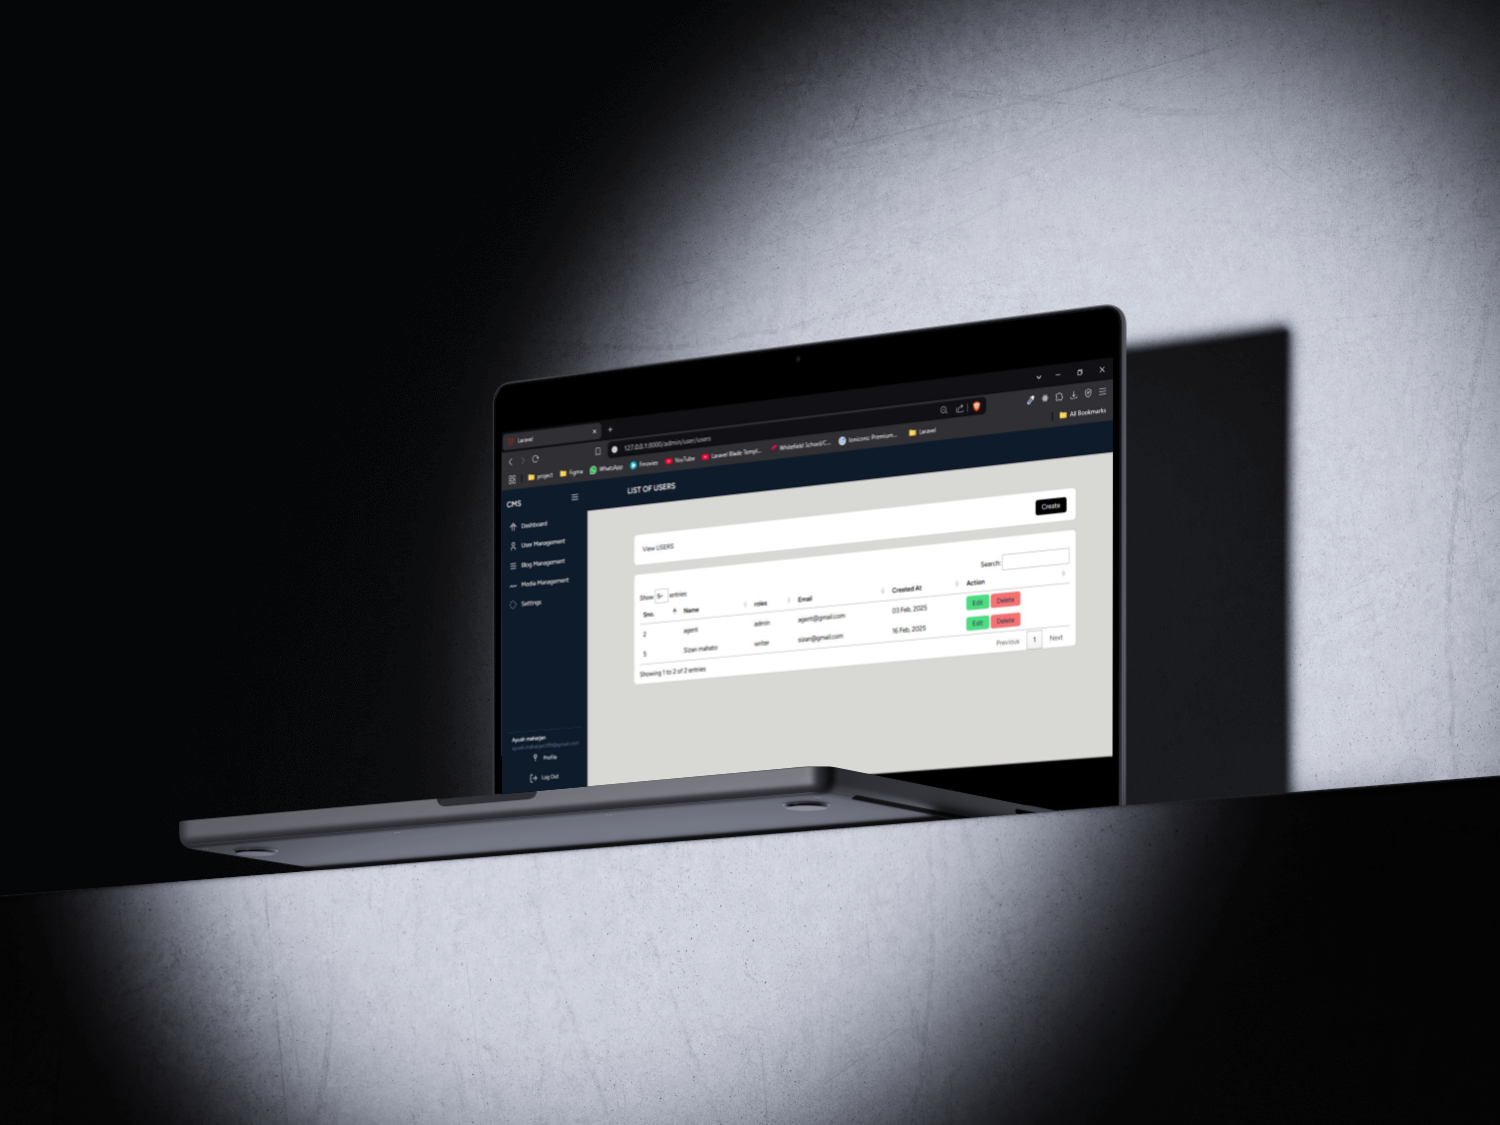 Laravel
127.0.0.1:8000/admin/user/users
project Figma WhatsApp Fmovies YouTube Laravel Blade Templ... Whitefield School/C... Ionicons: Premium... Laravel
All Bookmarks
CMS
LIST OF USERS
Dashboard
User Management
Blog Management
Media Management
Settings
View USERS
Create
Show 5 entries
Search:
Sno. Name roles Email Created At Action
2 agent admin agent@gmail.com 03 Feb, 2025 Edit Delete
5 Sizan maharjo writer sizan@gmail.com 16 Feb, 2025 Edit Delete
Showing 1 to 2 of 2 entries
Previous 1 Next
Ayush maharjan
Profile
Log Out